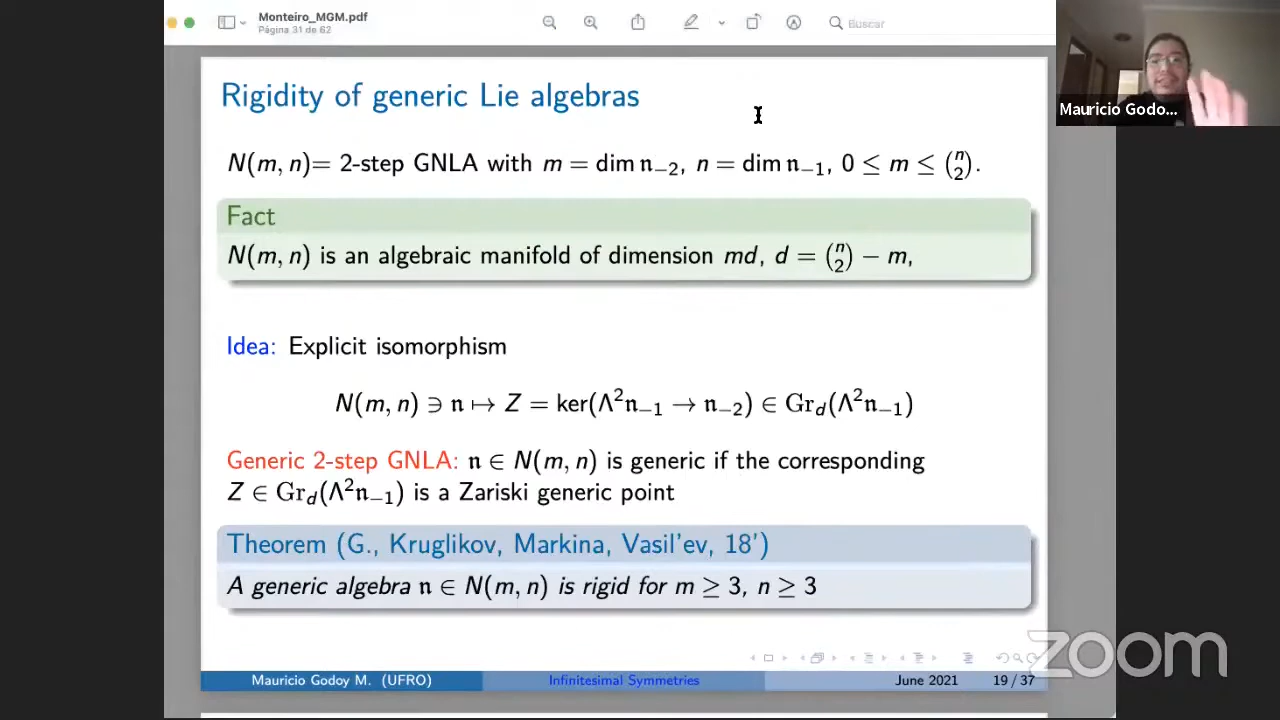 Monteiro_MGM.pdf
Página 31 de 62
Buscar
Mauricio Godo...
Rigidity of generic Lie algebras
N(m, n)= 2-step GNLA with m = dim 𝔫₋₂, n = dim 𝔫₋₁, 0 ≤ m ≤ (n 2).
Fact
N(m, n) is an algebraic manifold of dimension md, d = (n 2) − m,
Idea: Explicit isomorphism
N(m, n) ∋ 𝔫 ↦ Z = ker(Λ²𝔫₋₁ → 𝔫₋₂) ∈ Gr_d(Λ²𝔫₋₁)
Generic 2-step GNLA: 𝔫 ∈ N(m, n) is generic if the corresponding
Z ∈ Gr_d(Λ²𝔫₋₁) is a Zariski generic point
Theorem (G., Kruglikov, Markina, Vasil'ev, 18')
A generic algebra 𝔫 ∈ N(m, n) is rigid for m ≥ 3, n ≥ 3
Mauricio Godoy M. (UFRO) Infinitesimal Symmetries June 2021 19 / 37
zoom